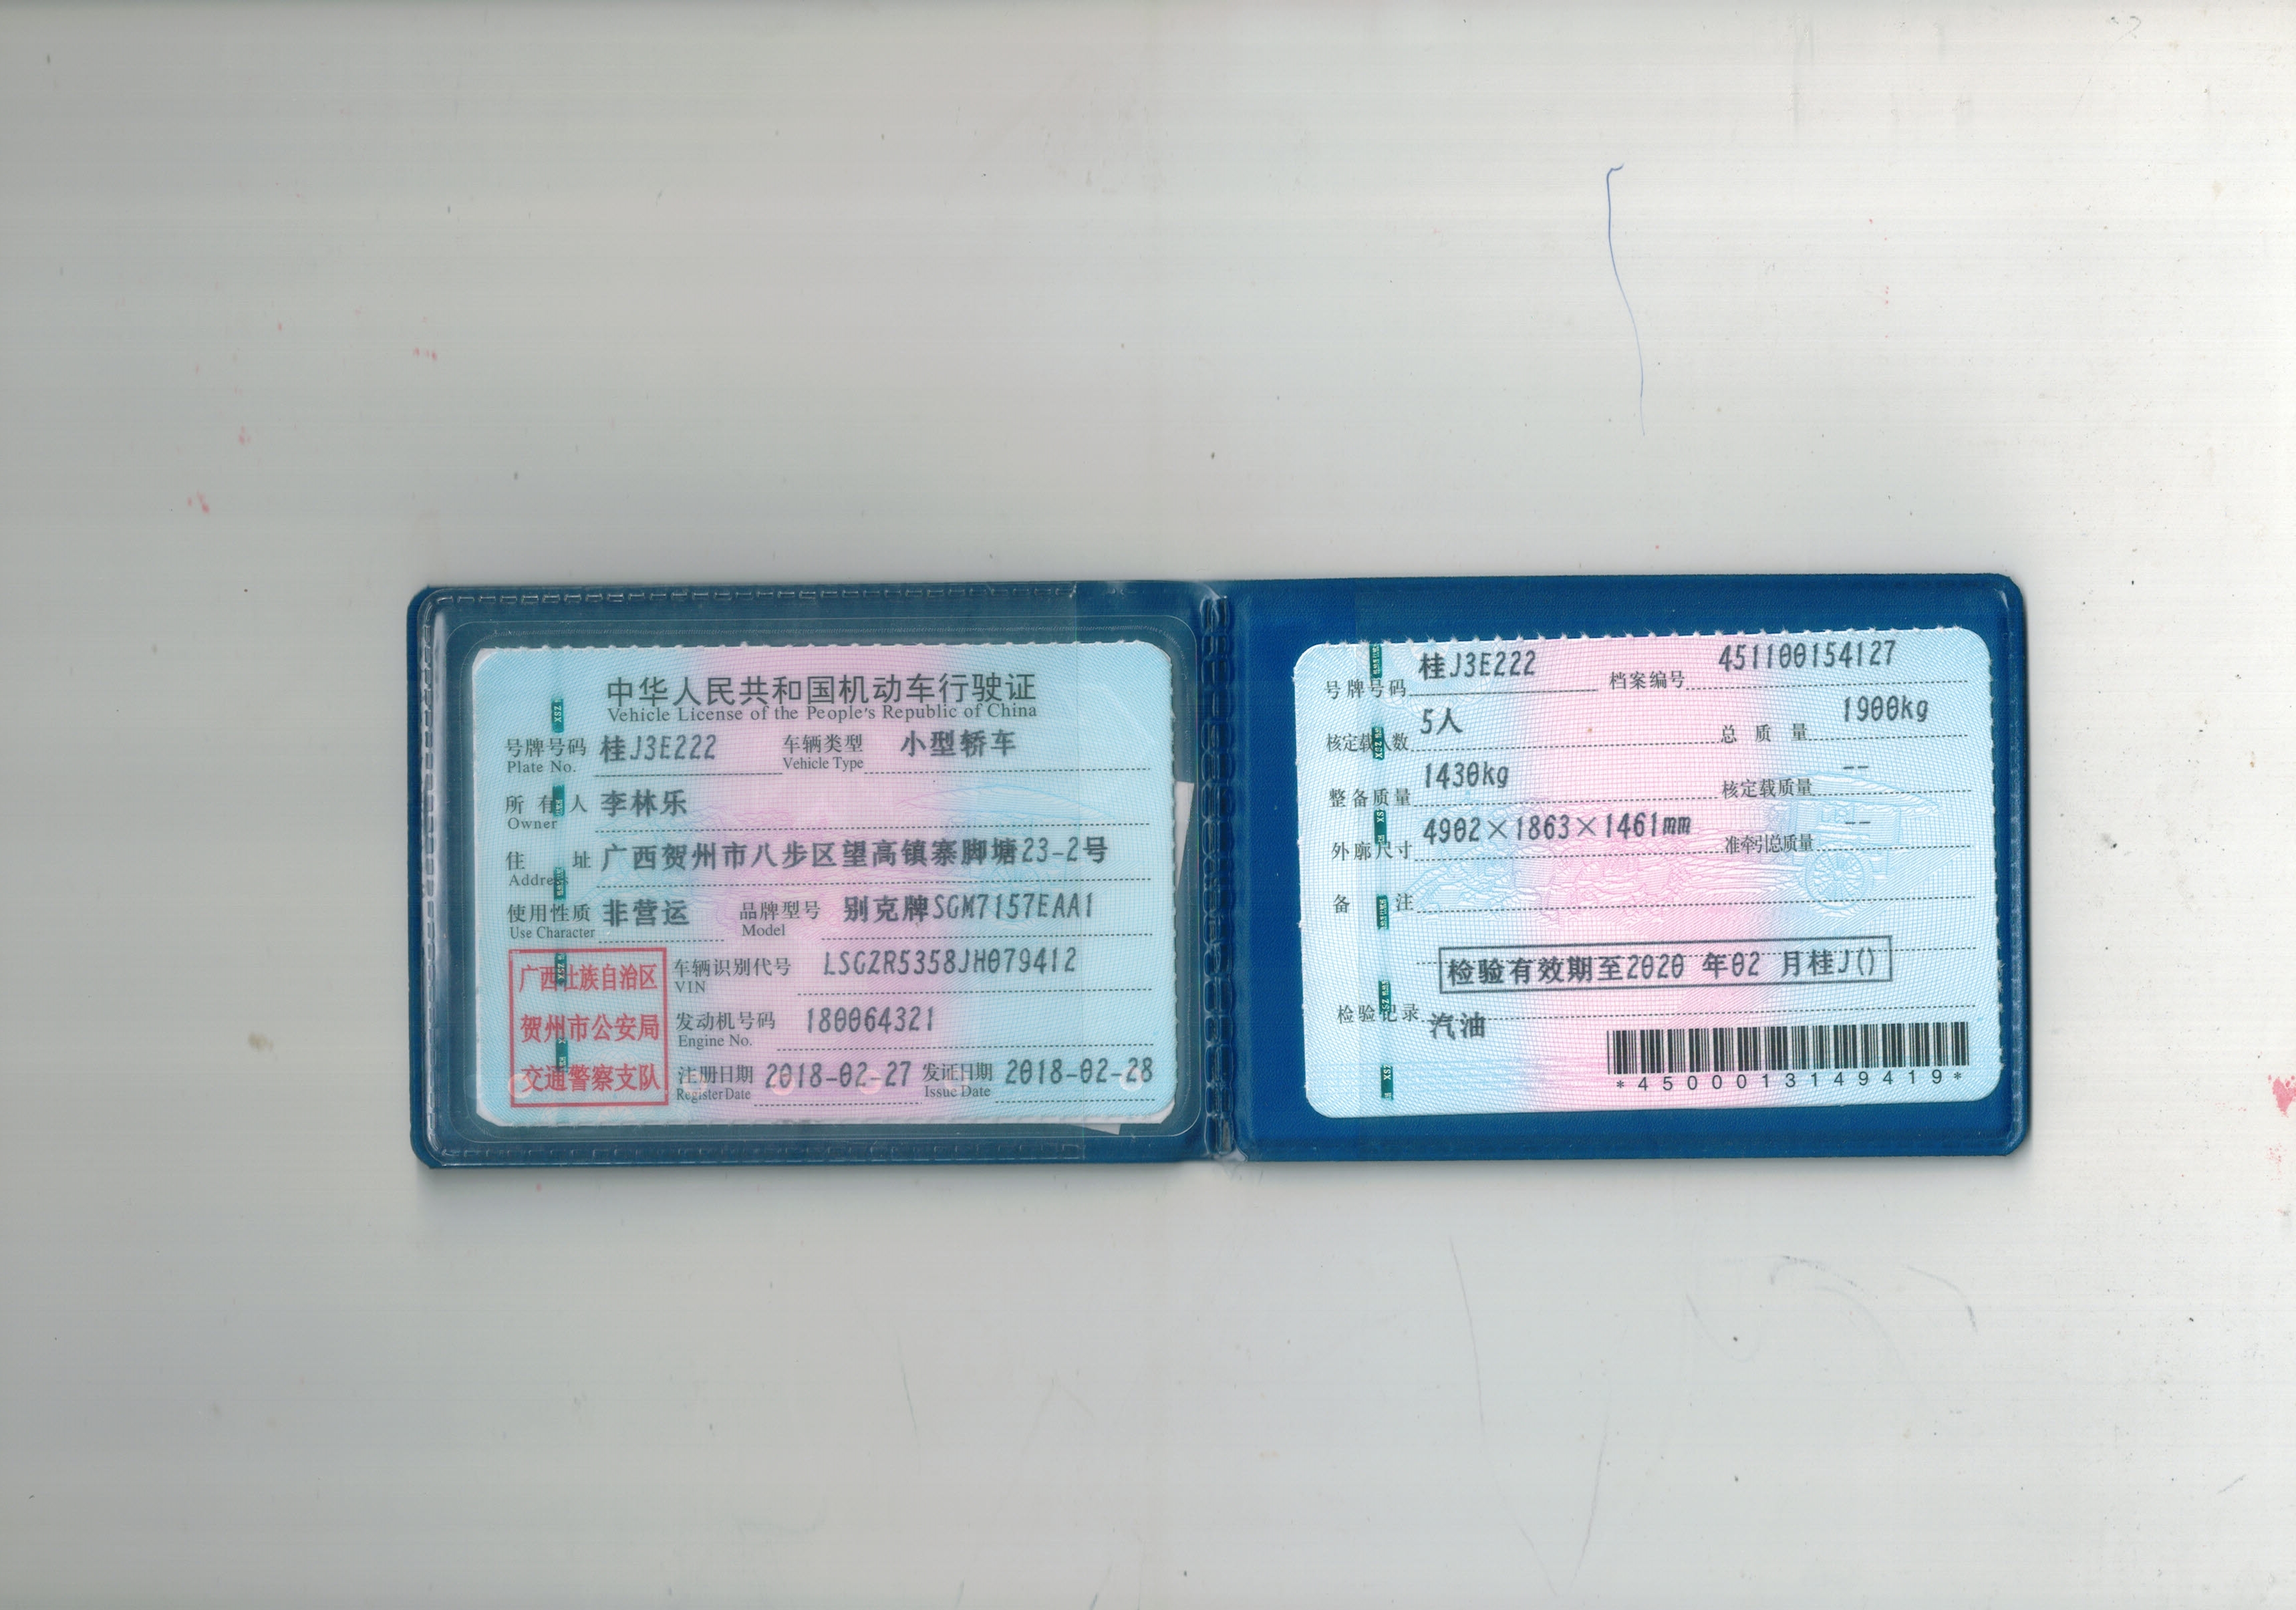 中华人民共和国机动车行驶证
Vehicle License of the People's Republic of China
号牌号码 桂J3E222 车辆类型 小型轿车
Plate No. Vehicle Type
所有人 李林乐
Owner
住址 广西贺州市八步区望高镇寨脚塘23-2号
Address
使用性质 非营运 品牌型号 别克牌SGM7157EAA1
Use Character Model
广西壮族自治区
贺州市公安局
交通警察支队
车辆识别代号 LSGZR5358JH079412
VIN
发动机号码 180064321
Engine No.
注册日期 2018-02-27 发证日期 2018-02-28
Register Date Issue Date
号牌号码 桂J3E222 档案编号 451100154127
核定载人数 5人 总质量 1900kg
整备质量 1430kg 核定载质量 --
外廓尺寸 4902×1863×1461mm 准牵引总质量 --
备注
检验有效期至2020 年02 月桂J()
检验记录 汽油
*4500013149419*